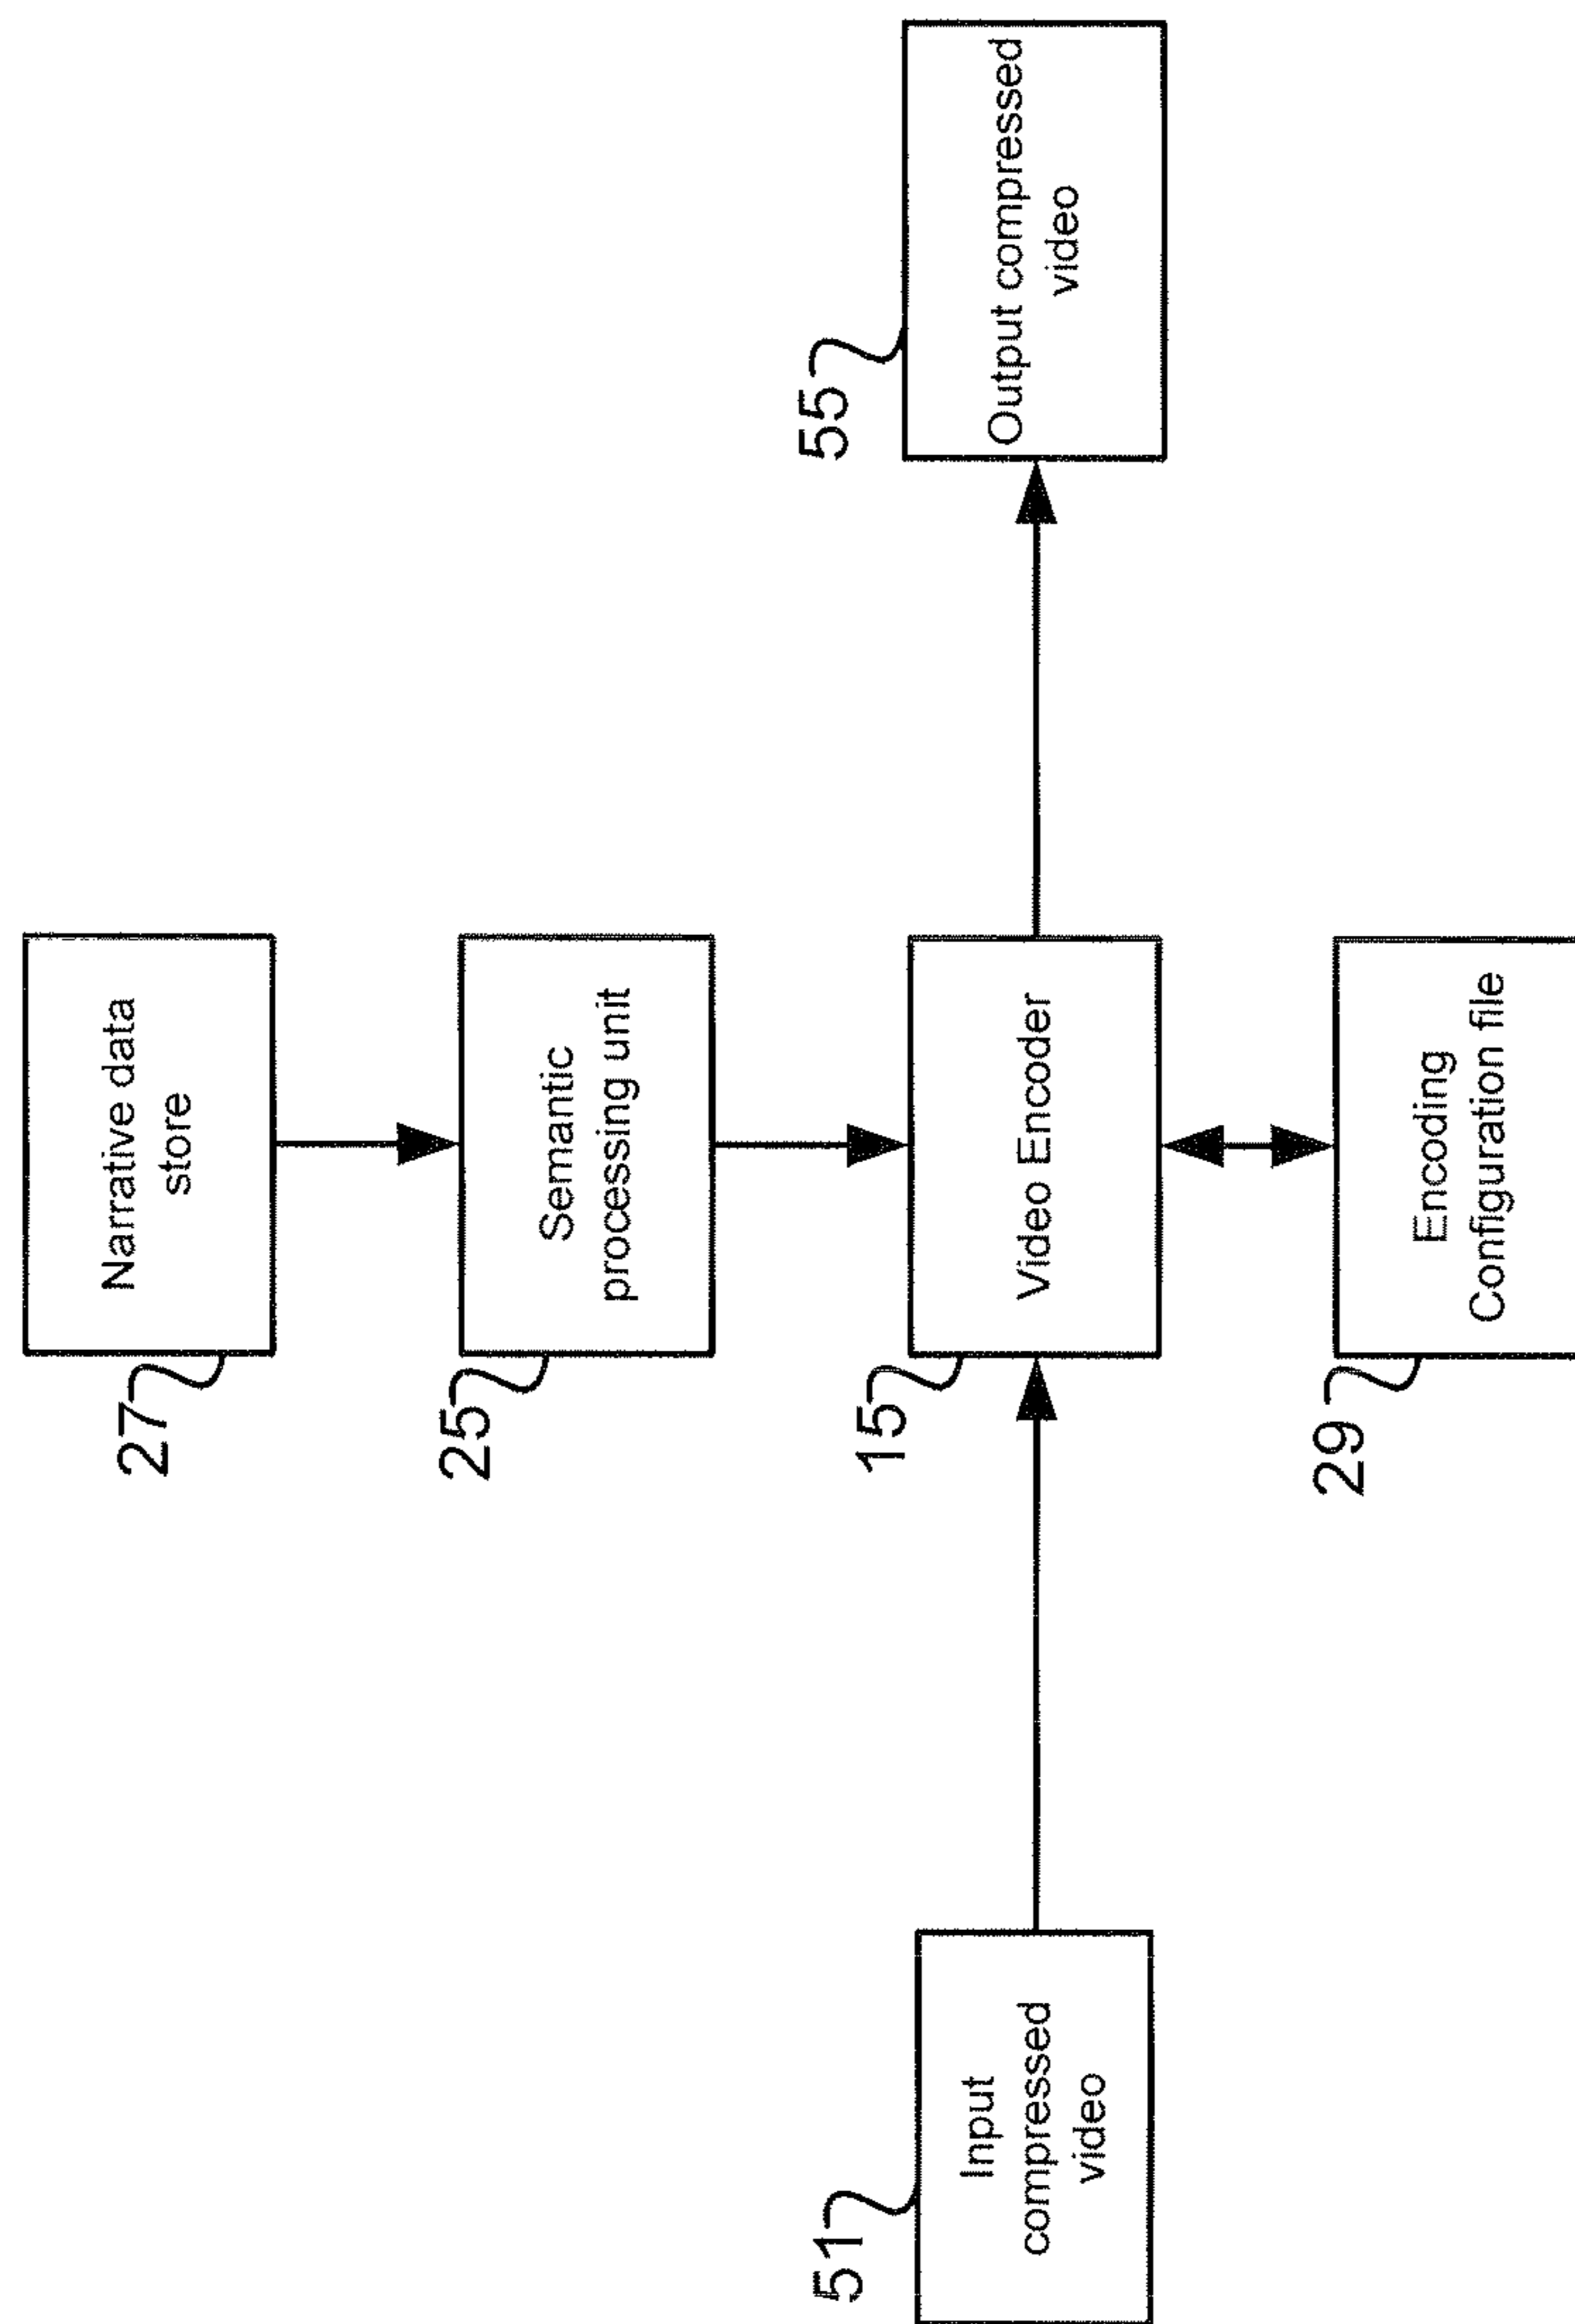 27
Narrative data
store
25
Semantic
processing unit
51
Input
compressed
video
15
Video Encoder
55
Output compressed
video
29
Encoding
Configuration file